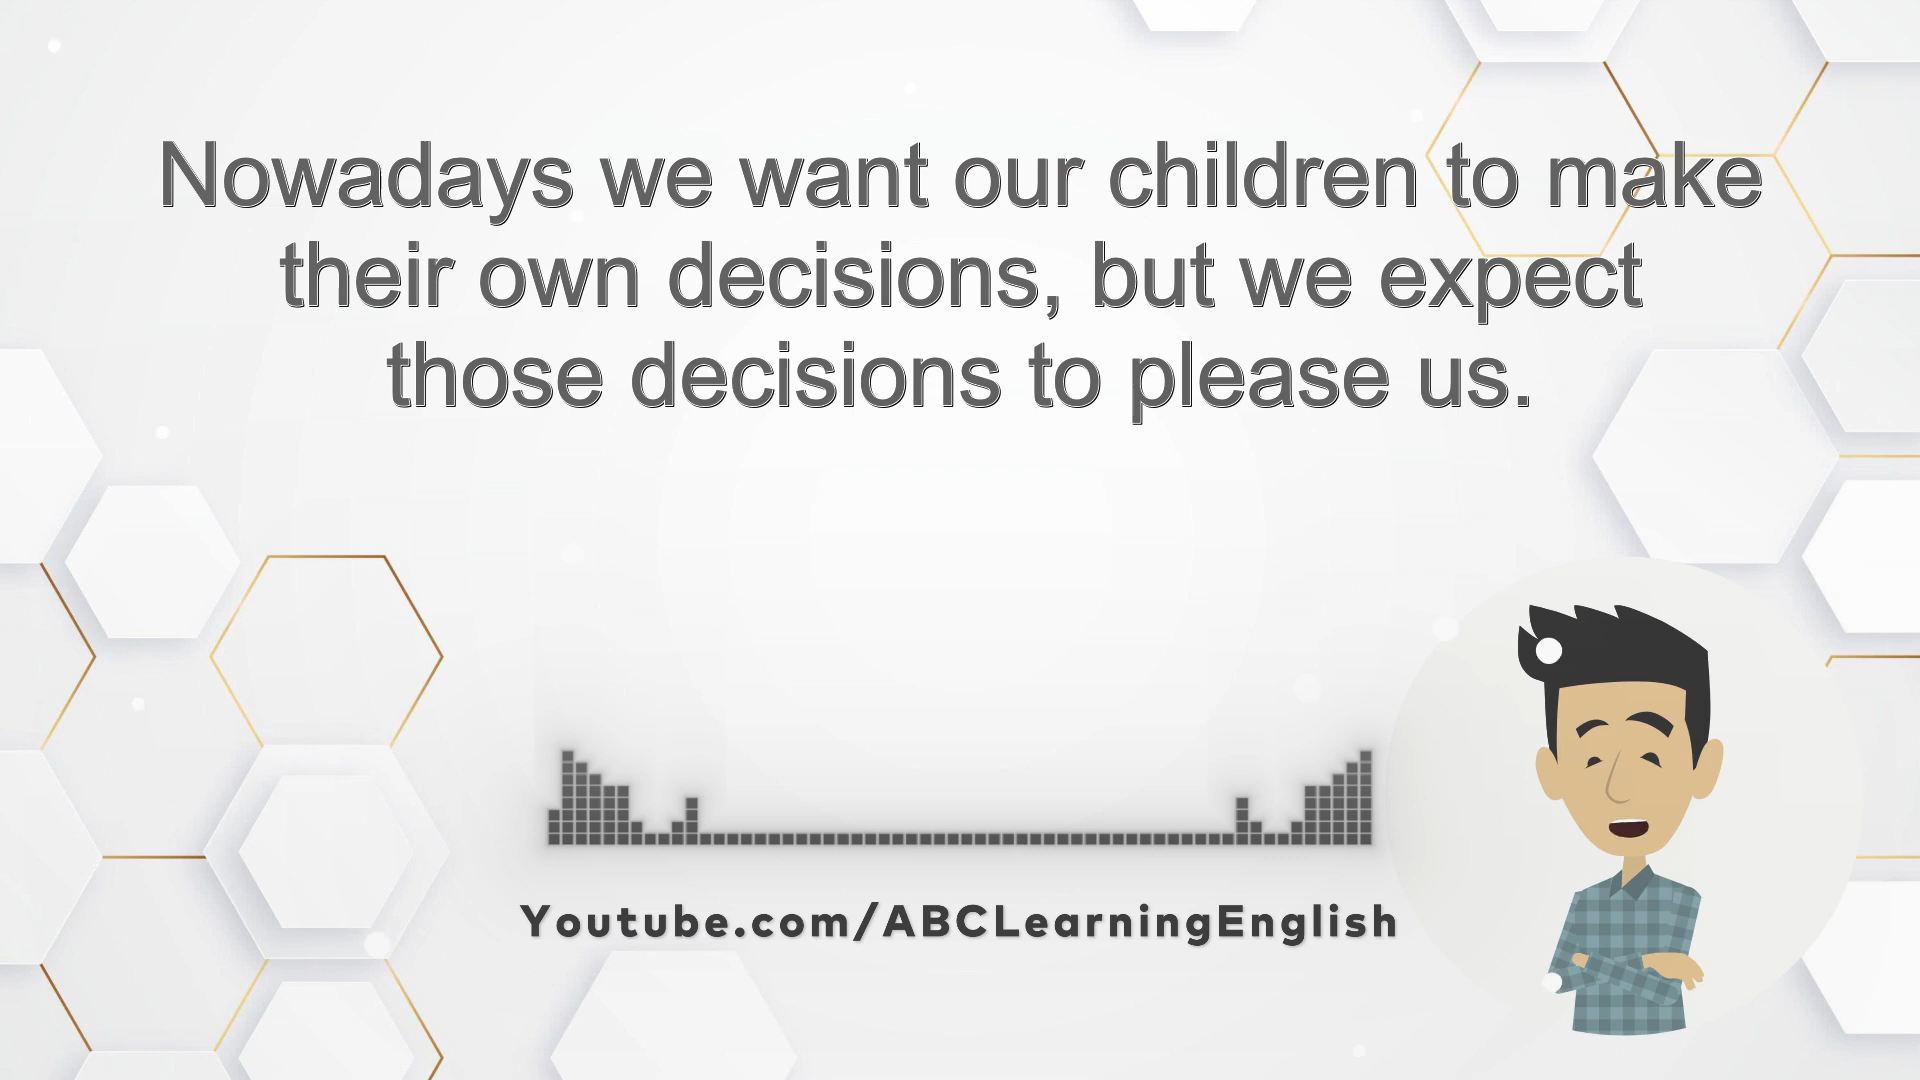 Nowadays we want our children to make
their own decisions, but we expect
those decisions to please us.
Youtube.com/ABCLearningEnglish